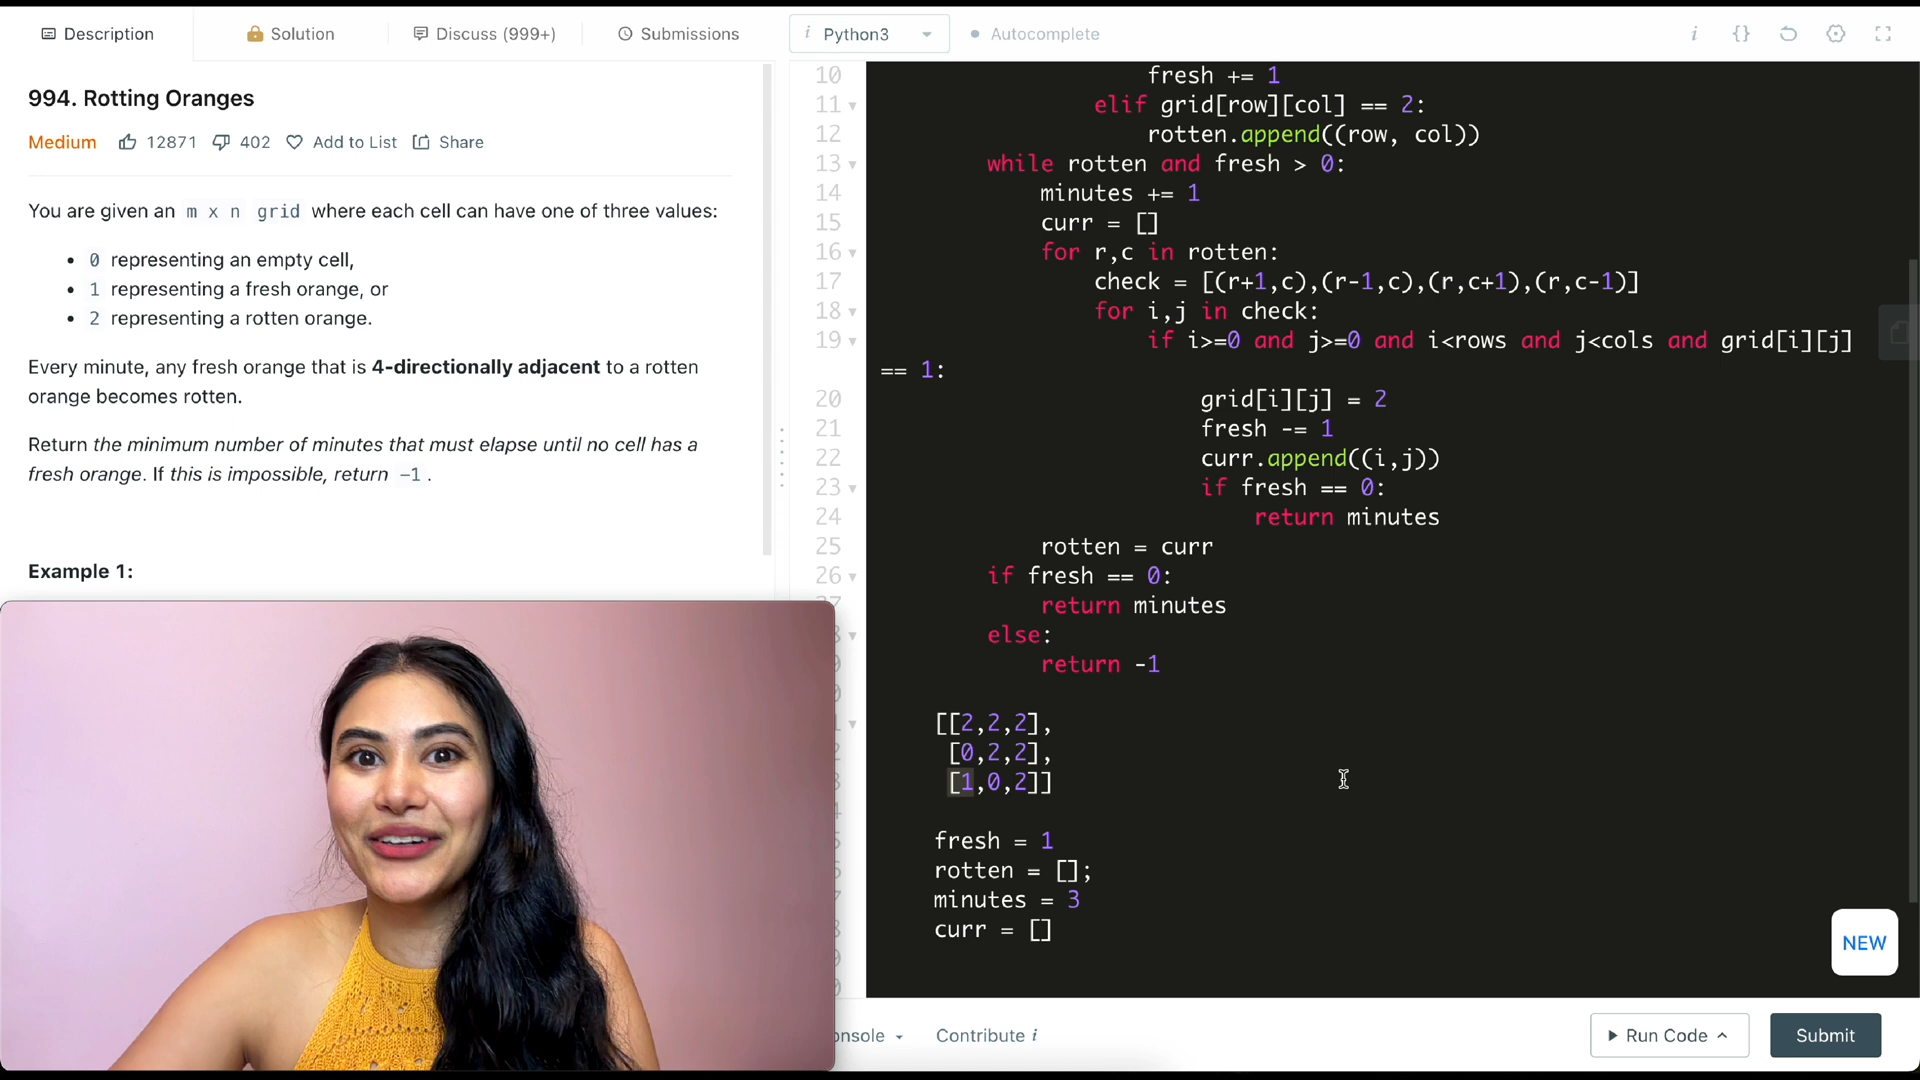 Description
Solution
Discuss (999+)
Submissions
i Python3
Autocomplete
i {}
994. Rotting Oranges
Medium 12871 402 Add to List Share
You are given an m x n grid where each cell can have one of three values:
• 0 representing an empty cell,
• 1 representing a fresh orange, or
• 2 representing a rotten orange.
Every minute, any fresh orange that is 4-directionally adjacent to a rotten
orange becomes rotten.
Return the minimum number of minutes that must elapse until no cell has a
fresh orange. If this is impossible, return -1 .
Example 1:
10 fresh += 1
11 elif grid[row][col] == 2:
12 rotten.append((row, col))
13 while rotten and fresh > 0:
14 minutes += 1
15 curr = []
16 for r,c in rotten:
17 check = [(r+1,c),(r-1,c),(r,c+1),(r,c-1)]
18 for i,j in check:
19 if i>=0 and j>=0 and i<rows and j<cols and grid[i][j]
== 1:
20 grid[i][j] = 2
21 fresh -= 1
22 curr.append((i,j))
23 if fresh == 0:
24 return minutes
25 rotten = curr
26 if fresh == 0:
return minutes
else:
return -1
[[2,2,2],
[0,2,2],
[1,0,2]]
fresh = 1
rotten = [];
minutes = 3
curr = []
NEW
onsole
Contribute i
Run Code
Submit